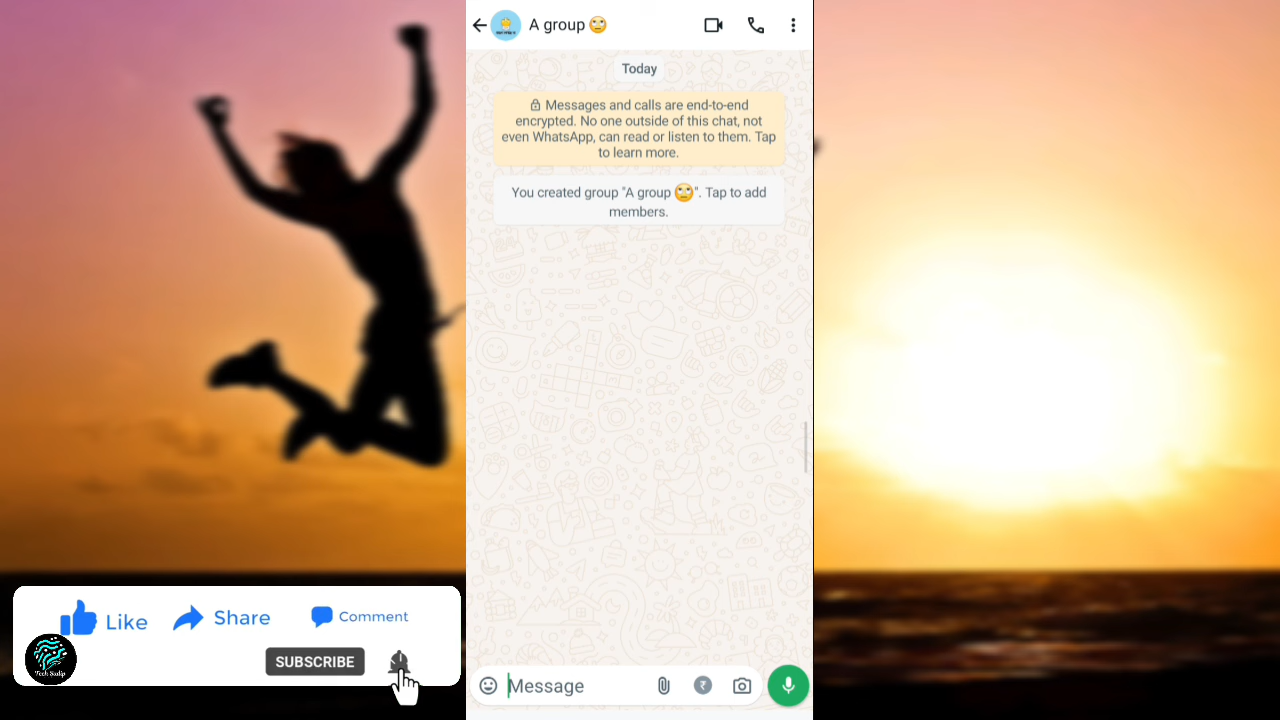 A group 🙄
Today
Messages and calls are end-to-end
encrypted. No one outside of this chat, not
even WhatsApp, can read or listen to them. Tap
to learn more.
You created group "A group 🙄". Tap to add
members.
Message
₹
Like
Share
Comment
SUBSCRIBE